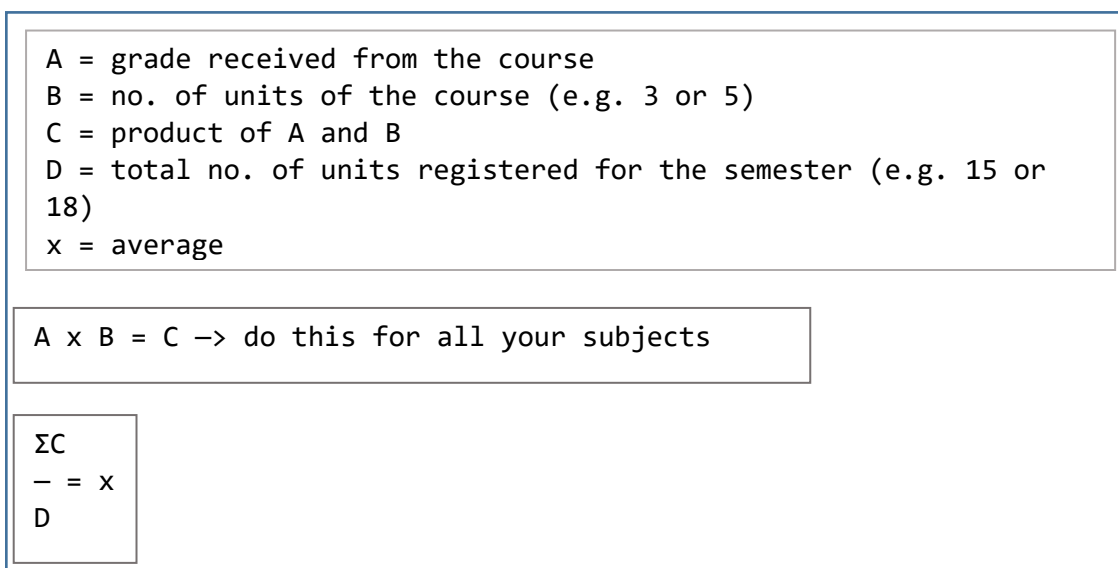 A = grade received from the course
B = no. of units of the course (e.g. 3 or 5)
C = product of A and B
D = total no. of units registered for the semester (e.g. 15 or
18)
x = average
A x B = C —> do this for all your subjects
ΣC
— = x
D